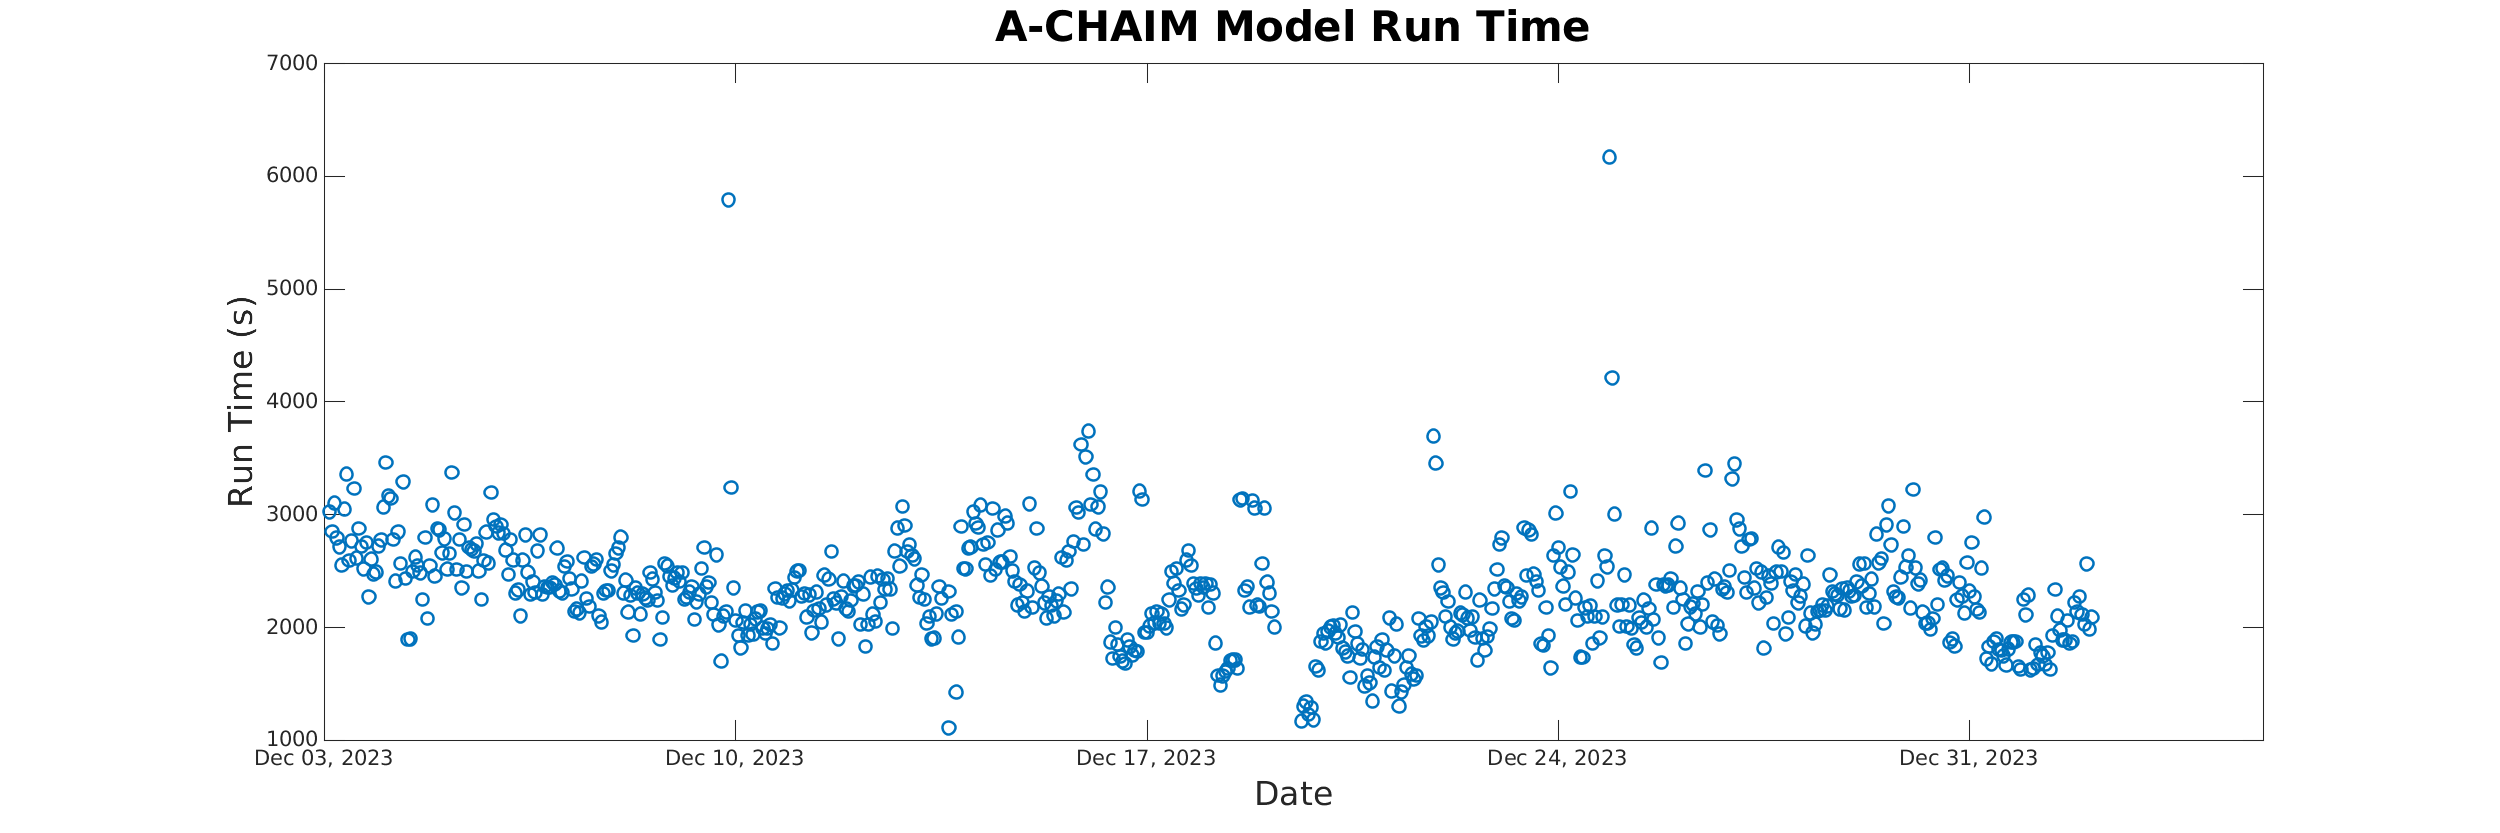 A-CHAIM Model Run Time
7000
6000
5000
4000
3000
2000
1000
Run Time (s)
Dec 03, 2023 Dec 10, 2023 Dec 17, 2023 Dec 24, 2023 Dec 31, 2023
Date